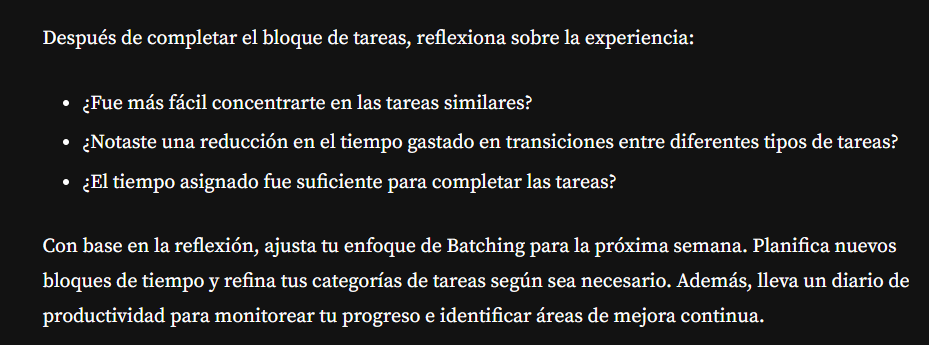 Después de completar el bloque de tareas, reflexiona sobre la experiencia:
• ¿Fue más fácil concentrarte en las tareas similares?
• ¿Notaste una reducción en el tiempo gastado en transiciones entre diferentes tipos de tareas?
• ¿El tiempo asignado fue suficiente para completar las tareas?
Con base en la reflexión, ajusta tu enfoque de Batching para la próxima semana. Planifica nuevos
bloques de tiempo y refina tus categorías de tareas según sea necesario. Además, lleva un diario de
productividad para monitorear tu progreso e identificar áreas de mejora continua.